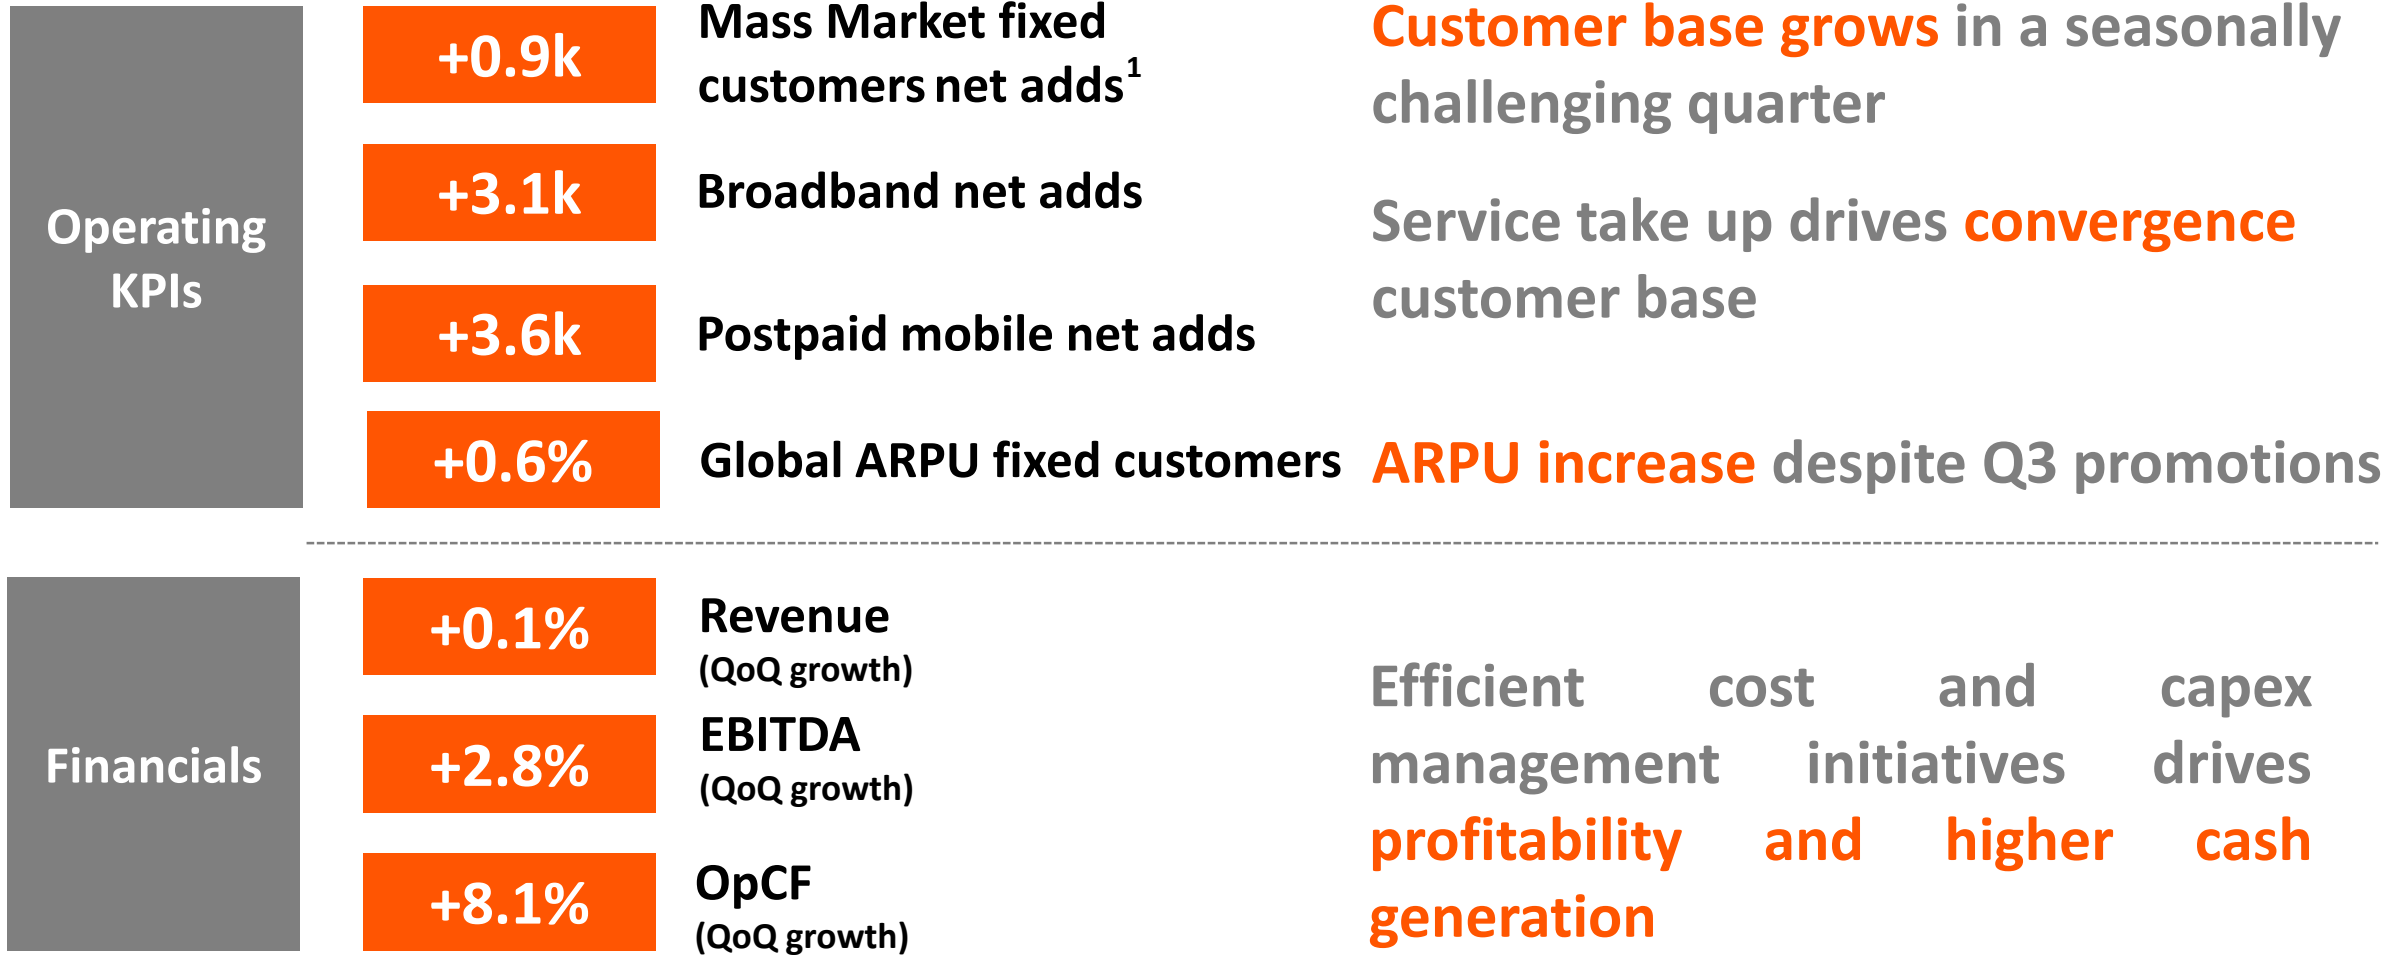 Operating
KPIs
+0.9k
Mass Market fixed
customers net adds1
Customer base grows in a seasonally
challenging quarter
+3.1k
Broadband net adds
Service take up drives convergence
customer base
+3.6k
Postpaid mobile net adds
+0.6%
Global ARPU fixed customers
ARPU increase despite Q3 promotions
Financials
+0.1%
Revenue
(QoQ growth)
+2.8%
EBITDA
(QoQ growth)
+8.1%
OpCF
(QoQ growth)
Efficient cost and capex
management initiatives drives
profitability and higher cash
generation